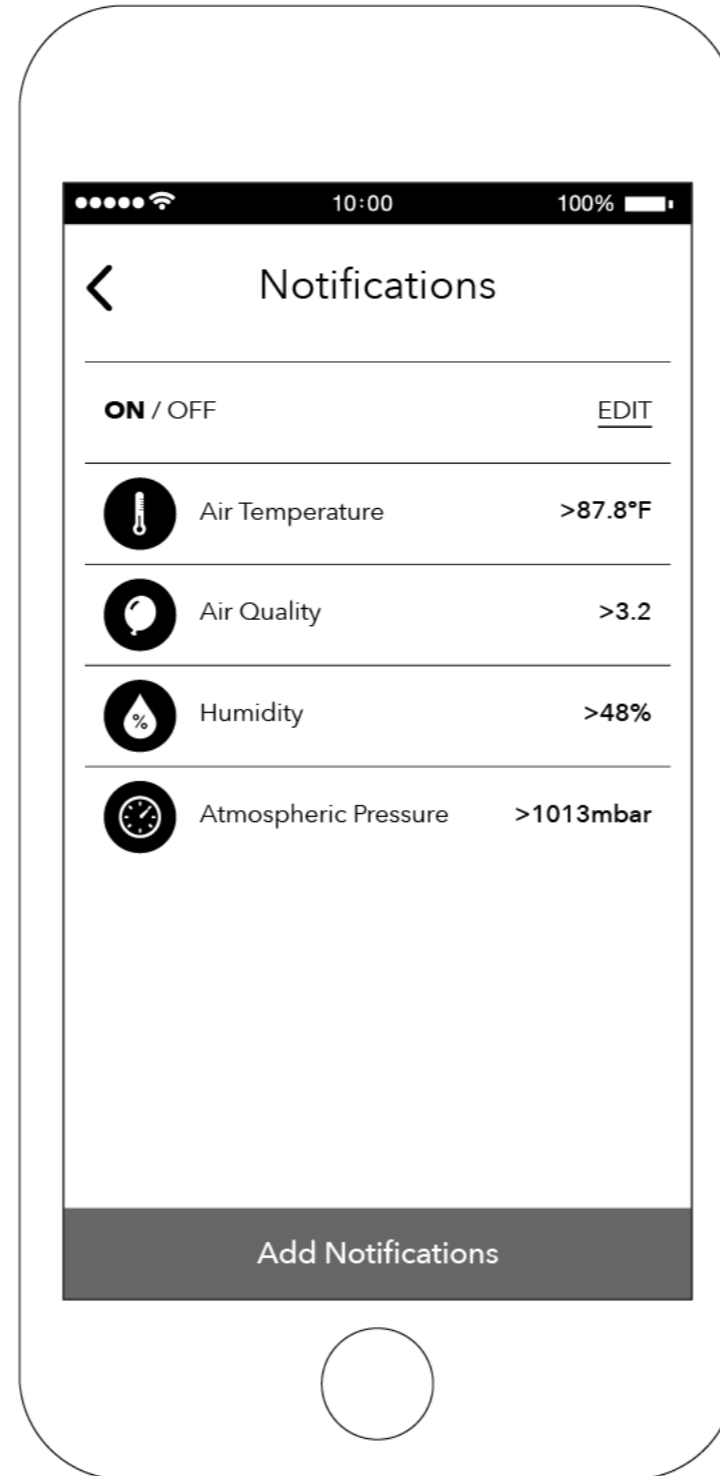 10:00 100%
Notifications
ON / OFF EDIT
Air Temperature >87.8°F
Air Quality >3.2
% Humidity >48%
Atmospheric Pressure >1013mbar
Add Notifications